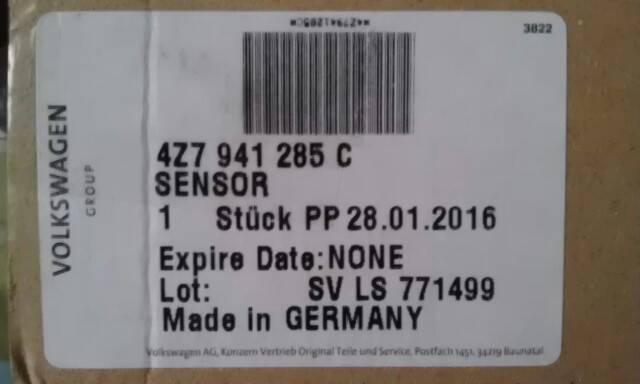 *4Z7941285C*
3822
VOLKSWAGEN
GROUP
4Z7 941 285 C
SENSOR
1 Stück PP 28.01.2016
Expire Date:NONE
Lot: SV LS 771499
Made in GERMANY
Volkswagen AG, Konzern Vertrieb Original Teile und Service, Postfach 1451, 34219 Baunatal